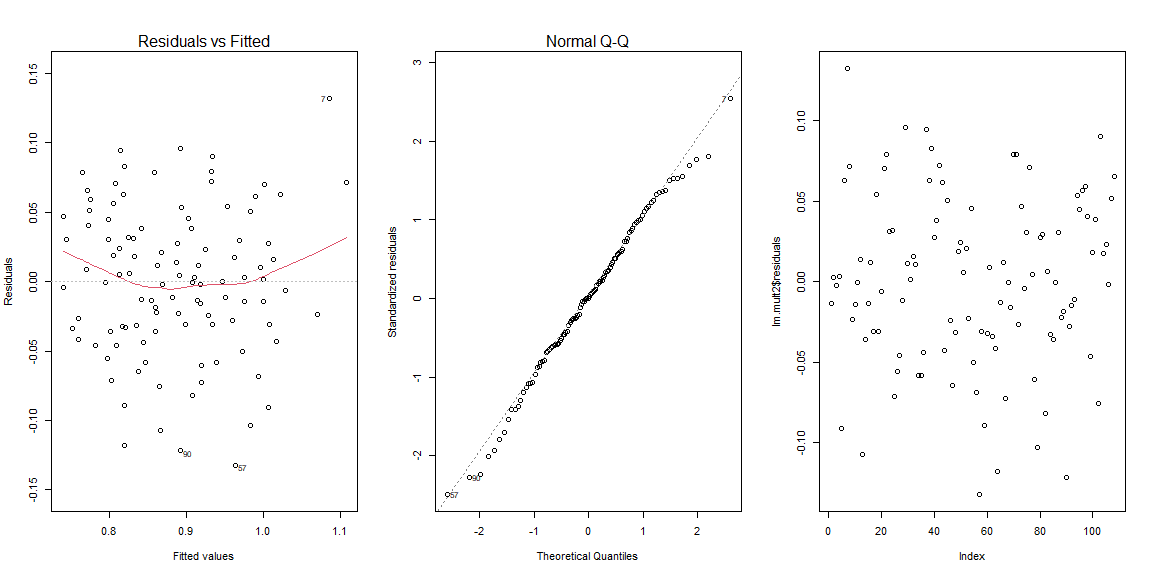 Residuals vs Fitted
Residuals
0.15
0.10
0.05
0.00
-0.05
-0.10
-0.15
7
90
57
0.8 0.9 1.0 1.1
Fitted values
Normal Q-Q
Standardized residuals
3
2
1
0
-1
-2
7
90
57
-2 -1 0 1 2
Theoretical Quantiles
lm.mult2$residuals
0.10
0.05
0.00
-0.05
-0.10
0 20 40 60 80 100
Index